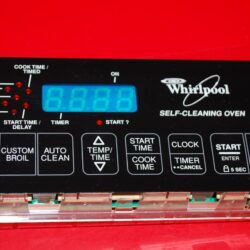 COOK TIME/
TIMED
ON
START TIME/
DELAY
TIMER
START ?
Whirlpool
SELF-CLEANING OVEN
CUSTOM
BROIL
AUTO
CLEAN
TEMP/
TIME
START
TIME
COOK
TIME
CLOCK
TIMER
••CANCEL
START
ENTER
5 SEC